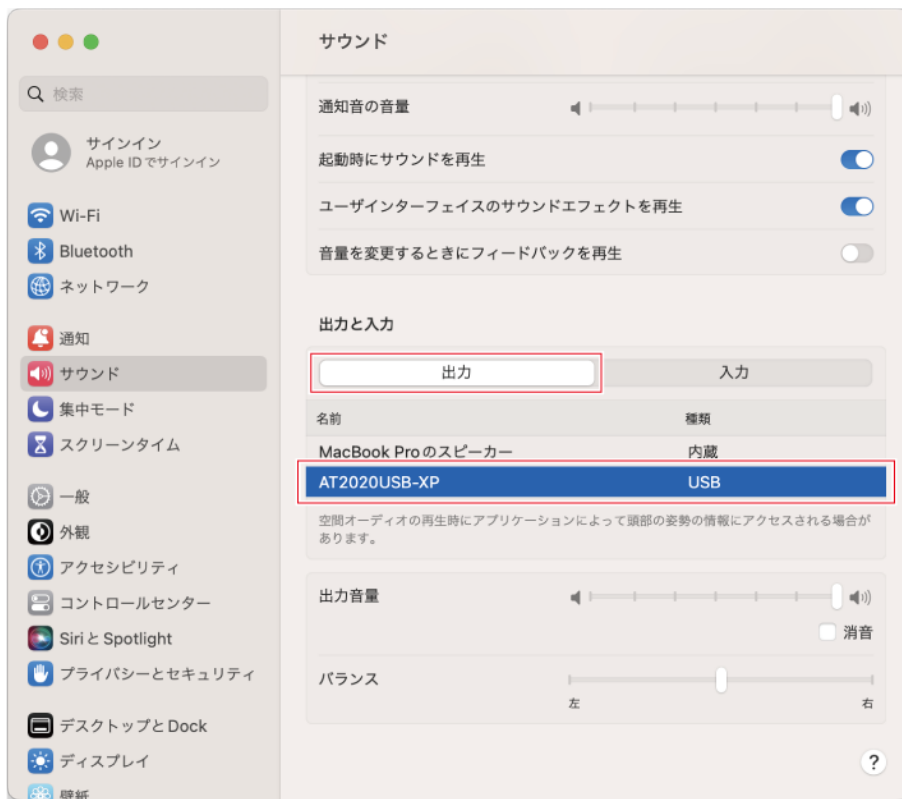 サウンド
検索
サインイン
Apple ID でサインイン
Wi-Fi
Bluetooth
ネットワーク
通知
サウンド
集中モード
スクリーンタイム
一般
外観
アクセシビリティ
コントロールセンター
Siri と Spotlight
プライバシーとセキュリティ
デスクトップと Dock
ディスプレイ
壁紙
通知音の音量
起動時にサウンドを再生
ユーザインターフェイスのサウンドエフェクトを再生
音量を変更するときにフィードバックを再生
出力と入力
出力 入力
名前 種類
MacBook Proのスピーカー 内蔵
AT2020USB-XP USB
空間オーディオの再生時にアプリケーションによって頭部の姿勢の情報にアクセスされる場合が
あります。
出力音量
消音
バランス
左 右
?